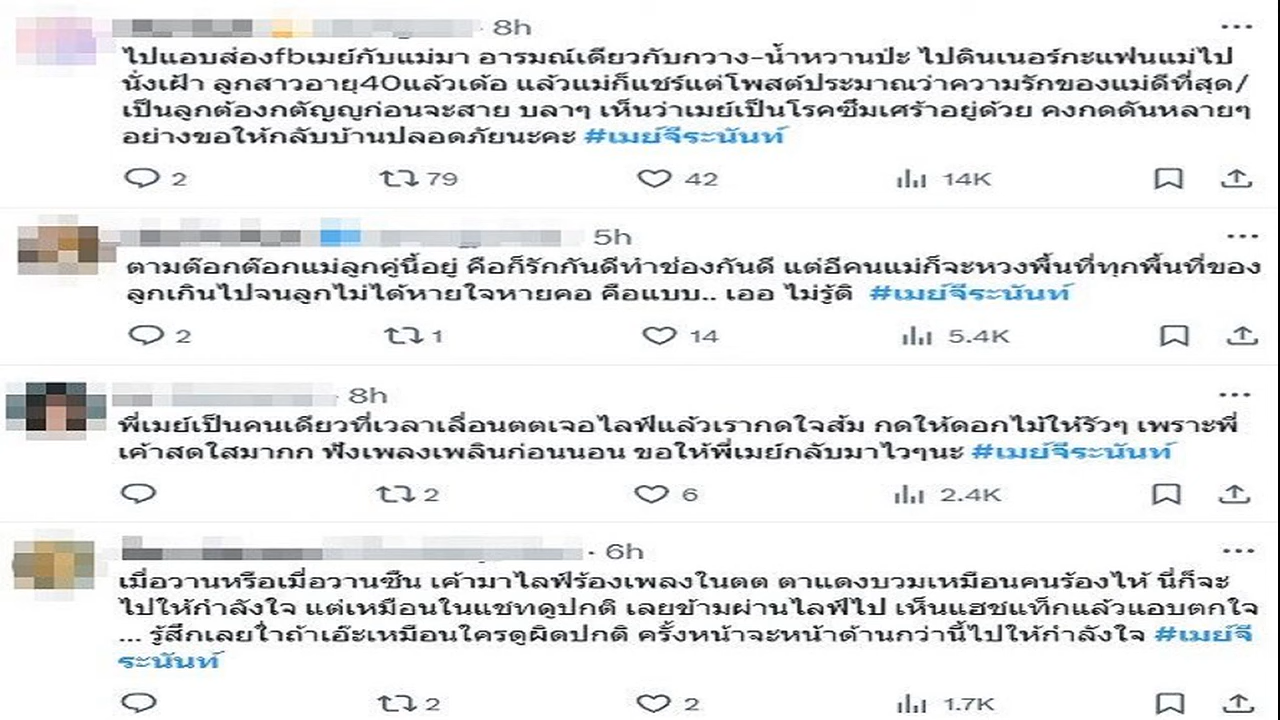 8h
ไปแอบส่องfbเมย์กับแม่มา อารมณ์เดียวกับกวาง-น้ำหวานป่ะ ไปดินเนอร์กะแฟนแม่ไป
นั่งเฝ้า ลูกสาวอายุ40แล้วเด้อ แล้วแม่ก็แชร์แต่โพสต์ประมาณว่าความรักของแม่ดีที่สุด/
เป็นลูกต้องกตัญญูก่อนจะสาย บลาๆ เห็นว่าเมย์เป็นโรคซึมเศร้าอยู่ด้วย คงกดดันหลายๆ
อย่างขอให้กลับบ้านปลอดภัยนะคะ #เมย์จีระนันท์
2 79 42 14K
5h
ตามต๊อกต๊อกแม่ลูกคู่นี้อยู่ คือก็รักกันดีทำช่องกันดี แต่อีคนแม่ก็จะหวงพื้นที่ทุกพื้นที่ของ
ลูกเกินไปจนลูกไม่ได้หายใจหายคอ คือแบบ.. เออ ไม่รู้ดิ #เมย์จีระนันท์
2 1 14 5.4K
8h
พี่เมย์เป็นคนเดียวที่เวลาเลื่อนตตเจอไลฟ์แล้วเรากดใจส้ม กดให้ดอกไม้ให้รัวๆ เพราะพี่
เค้าสดใสมากก ฟังเพลงเพลินก่อนนอน ขอให้พี่เมย์กลับมาไวๆนะ #เมย์จีระนันท์
2 6 2.4K
· 6h
เมื่อวานหรือเมื่อวานซืน เค้ามาไลฟ์ร้องเพลงในตต ตาแดงบวมเหมือนคนร้องไห้ นี่ก็จะ
ไปให้กำลังใจ แต่เหมือนในแชทดูปกติ เลยข้ามผ่านไลฟ์ไป เห็นแฮชแท็กแล้วแอบตกใจ
... รู้สึกเลยใำถ้าเอ๊ะเหมือนใครดูผิดปกติ ครั้งหน้าจะหน้าด้านกว่านี้ไปให้กำลังใจ #เมย์จี
ระนันท์
2 2 1.7K